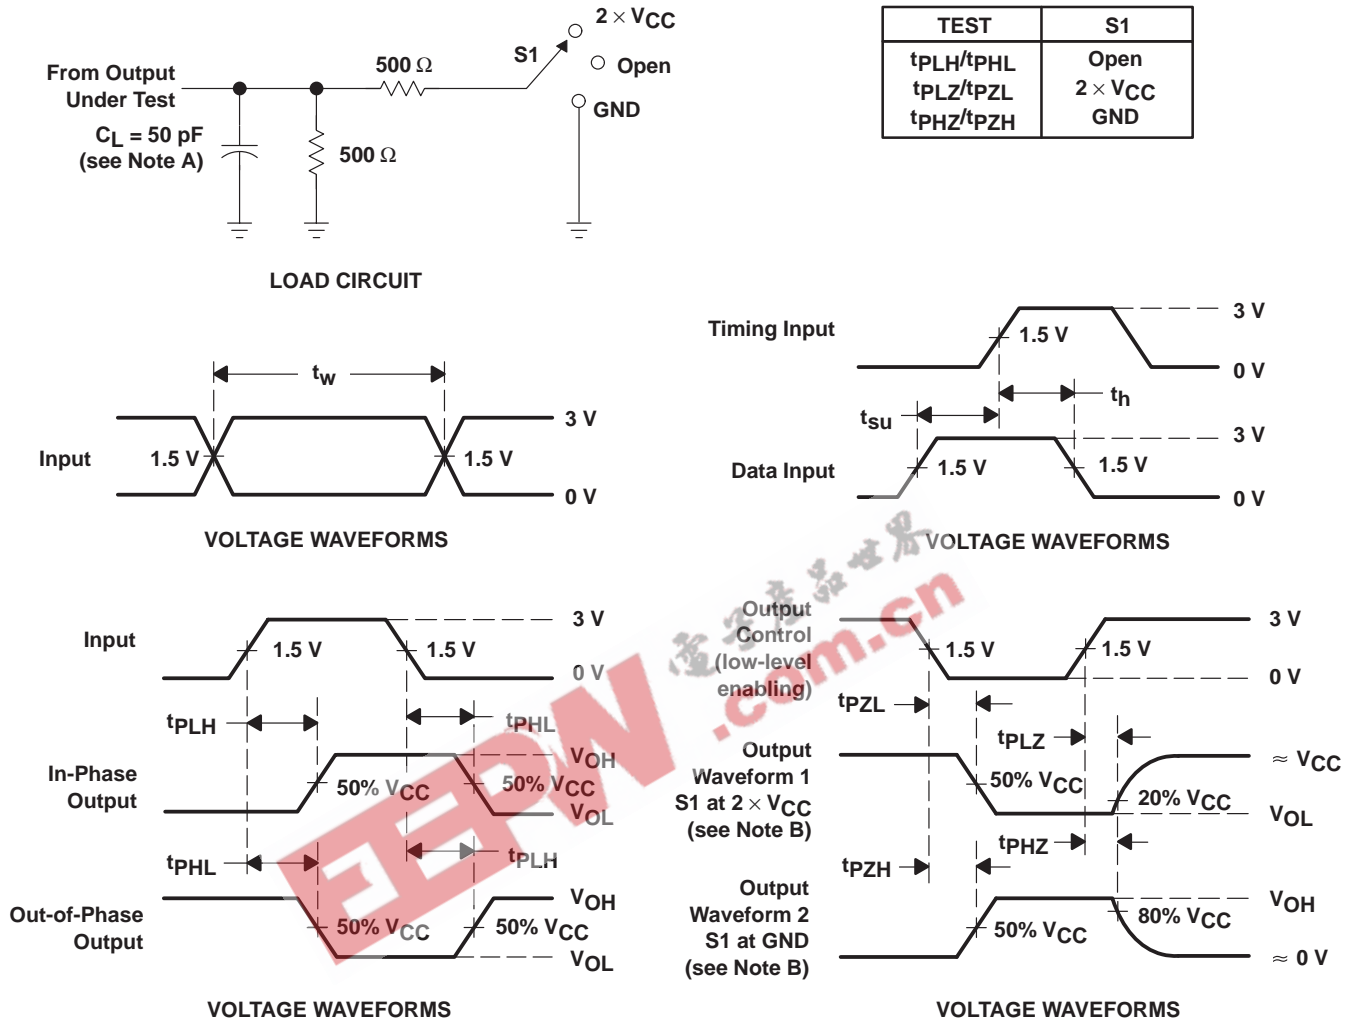 2 × VCC
S1
Open
GND
500 Ω
From Output
Under Test
CL = 50 pF
(see Note A)
500 Ω
LOAD CIRCUIT
TEST S1
tPLH/tPHL Open
tPLZ/tPZL 2 × VCC
tPHZ/tPZH GND
tw
3 V
Input 1.5 V 1.5 V
0 V
VOLTAGE WAVEFORMS
3 V
Timing Input 1.5 V
0 V
th
tsu
3 V
Data Input 1.5 V 1.5 V
0 V
VOLTAGE WAVEFORMS
3 V
Input 1.5 V 1.5 V
0 V
tPLH tPHL
VOH
In-Phase
Output
50% VCC 50% VCC
VOL
tPHL tPLH
VOH
Out-of-Phase
Output
50% VCC 50% VCC
VOL
VOLTAGE WAVEFORMS
Output
Control
(low-level
enabling)
3 V
1.5 V 1.5 V
0 V
tPZL
tPLZ
Output
Waveform 1
S1 at 2 × VCC
(see Note B)
≈ VCC
50% VCC 20% VCC
VOL
tPHZ
tPZH
Output
Waveform 2
S1 at GND
(see Note B)
VOH
50% VCC 80% VCC
≈ 0 V
VOLTAGE WAVEFORMS
EEPW.com.cn
電子產品世界